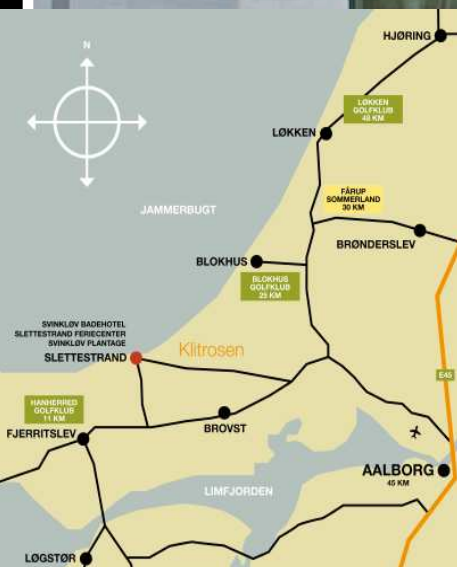 HJØRING
N
LØKKEN
GOLFKLUB
48 KM
LØKKEN
FÅRUP
SOMMERLAND
30 KM
JAMMERBUGT
BRØNDERSLEV
BLOKHUS
BLOKHUS
GOLFKLUB
25 KM
SVINKLØV BADEHOTEL
SLETTESTRAND FERIECENTER
SVINKLØV PLANTAGE
SLETTESTRAND
Klitrosen
E45
HANHERRED
GOLFKLUB
11 KM
FJERRITSLEV
BROVST
AALBORG
45 KM
LIMFJORDEN
LØGSTØR